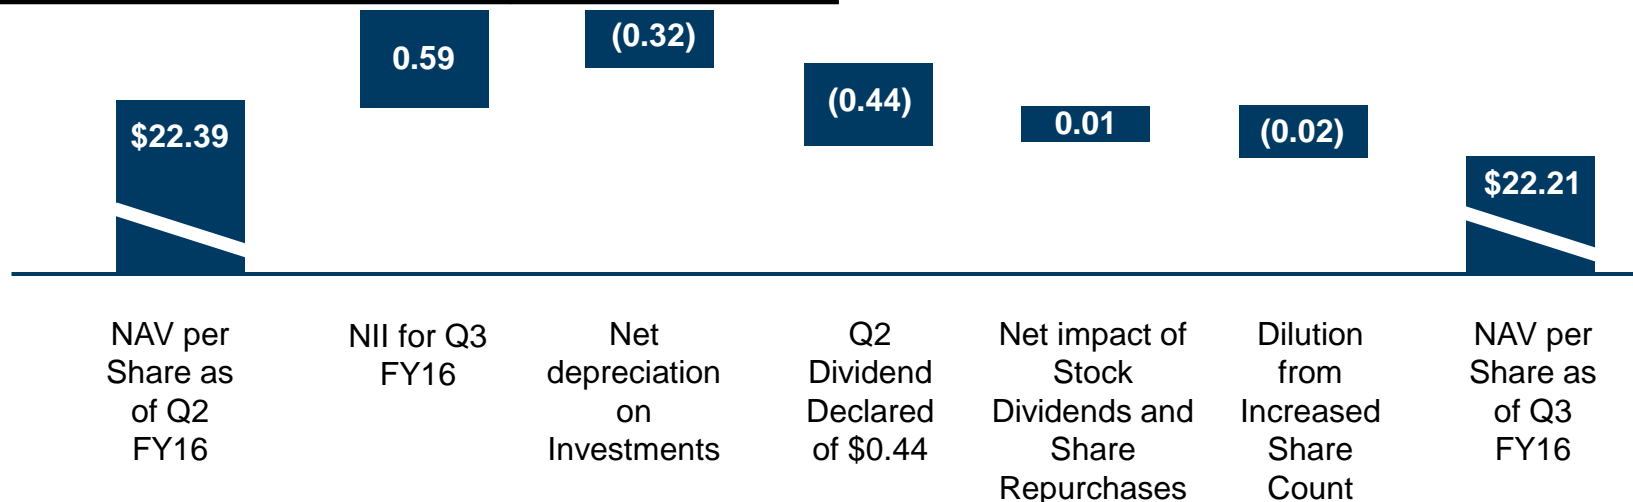 $22.39
0.59
(0.32)
(0.44)
0.01
(0.02)
$22.21
NAV per
Share as
of Q2
FY16
NII for Q3
FY16
Net
depreciation
on
Investments
Q2
Dividend
Declared
of $0.44
Net impact of
Stock
Dividends and
Share
Repurchases
Dilution
from
Increased
Share
Count
NAV per
Share as
of Q3
FY16